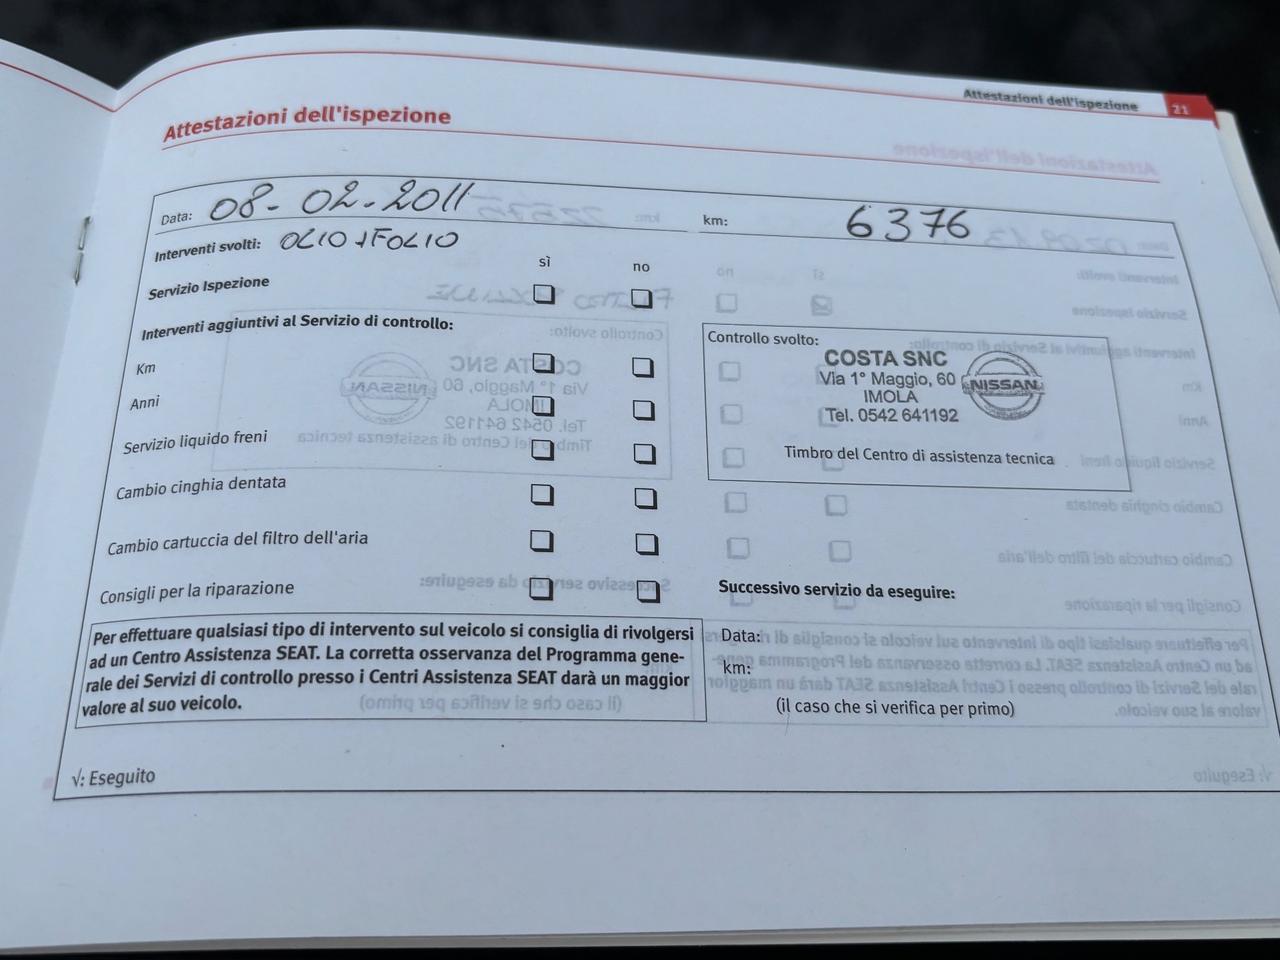 Attestazioni dell'ispezione 21
Attestazioni dell'ispezione
Data: 08-02-2011 km: 6376
Interventi svolti: OLIO+FOLIO
sì no
Servizio Ispezione
Interventi aggiuntivi al Servizio di controllo:
Km
Anni
Servizio liquido freni
Cambio cinghia dentata
Cambio cartuccia del filtro dell'aria
Consigli per la riparazione
Controllo svolto:
COSTA SNC
Via 1° Maggio, 60
IMOLA
Tel. 0542 641192
NISSAN
Timbro del Centro di assistenza tecnica
Successivo servizio da eseguire:
Data:
km:
(il caso che si verifica per primo)
Per effettuare qualsiasi tipo di intervento sul veicolo si consiglia di rivolgersi
ad un Centro Assistenza SEAT. La corretta osservanza del Programma gene-
rale dei Servizi di controllo presso i Centri Assistenza SEAT darà un maggior
valore al suo veicolo.
√: Eseguito